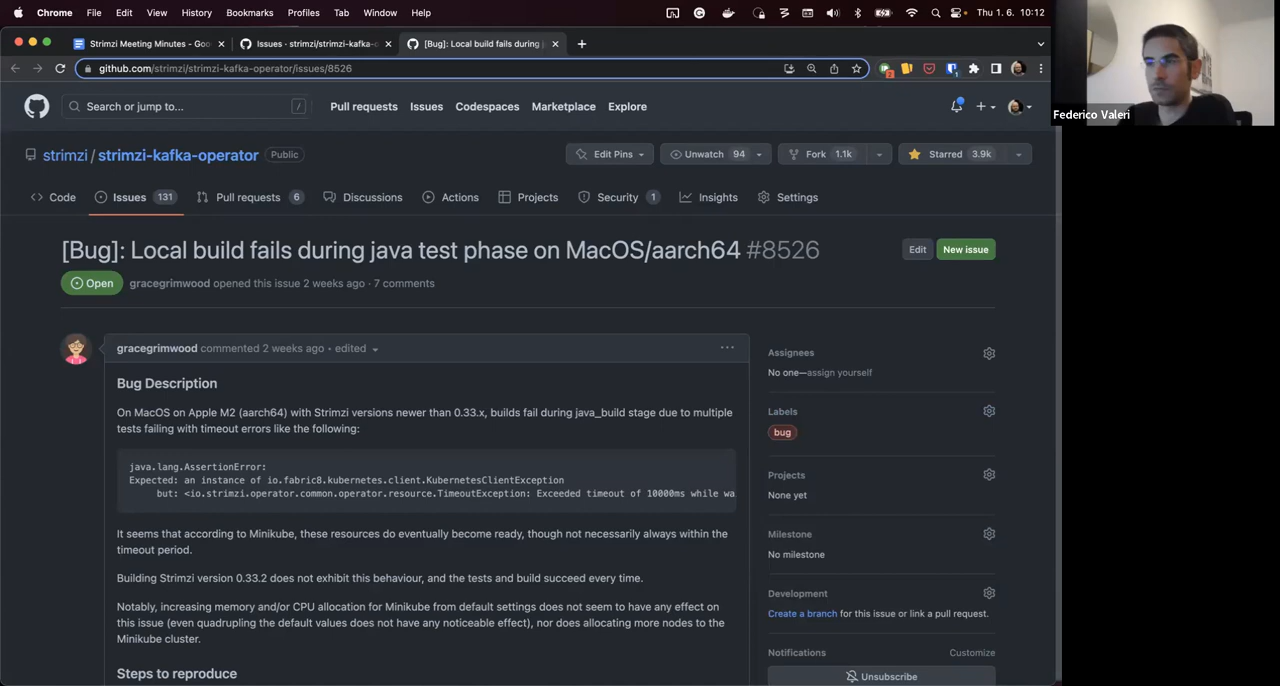 Chrome File Edit View History Bookmarks Profiles Tab Window Help Thu 1. 6. 10:12
Strimzi Meeting Minutes - Goo
Issues · strimzi/strimzi-kafka-o
[Bug]: Local build fails during j
github.com/strimzi/strimzi-kafka-operator/issues/8526
2
1
Federico Valeri
Search or jump to... /
Pull requests Issues Codespaces Marketplace Explore
strimzi / strimzi-kafka-operator Public
Edit Pins Unwatch 94 Fork 1.1k Starred 3.9k
Code Issues 131 Pull requests 6 Discussions Actions Projects Security 1 Insights Settings
[Bug]: Local build fails during java test phase on MacOS/aarch64 #8526
Edit New issue
Open gracegrimwood opened this issue 2 weeks ago · 7 comments
gracegrimwood commented 2 weeks ago • edited
Bug Description
On MacOS on Apple M2 (aarch64) with Strimzi versions newer than 0.33.x, builds fail during java_build stage due to multiple
tests failing with timeout errors like the following:
java.lang.AssertionError:
Expected: an instance of io.fabric8.kubernetes.client.KubernetesClientException
but: <io.strimzi.operator.common.operator.resource.TimeoutException: Exceeded timeout of 10000ms while wa
It seems that according to Minikube, these resources do eventually become ready, though not necessarily always within the
timeout period.
Building Strimzi version 0.33.2 does not exhibit this behaviour, and the tests and build succeed every time.
Notably, increasing memory and/or CPU allocation for Minikube from default settings does not seem to have any effect on
this issue (even quadrupling the default values does not have any noticeable effect), nor does allocating more nodes to the
Minikube cluster.
Steps to reproduce
Assignees
No one—assign yourself
Labels
bug
Projects
None yet
Milestone
No milestone
Development
Create a branch for this issue or link a pull request.
Notifications Customize
Unsubscribe